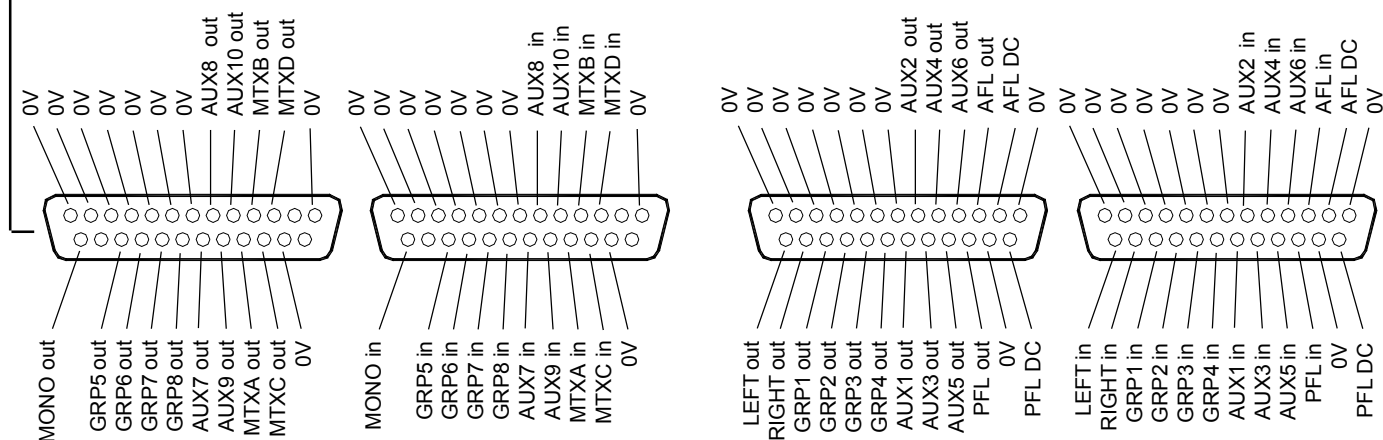 0V
0V
0V
0V
0V
0V
0V
AUX8 out
AUX10 out
MTXB out
MTXD out
0V
MONO out
GRP5 out
GRP6 out
GRP7 out
GRP8 out
AUX7 out
AUX9 out
MTXA out
MTXC out
0V
0V
0V
0V
0V
0V
0V
0V
AUX8 in
AUX10 in
MTXB in
MTXD in
0V
MONO in
GRP5 in
GRP6 in
GRP7 in
GRP8 in
AUX7 in
AUX9 in
MTXA in
MTXC in
0V
0V
0V
0V
0V
0V
0V
0V
AUX2 out
AUX4 out
AUX6 out
AFL out
AFL DC
0V
LEFT out
RIGHT out
GRP1 out
GRP2 out
GRP3 out
GRP4 out
AUX1 out
AUX3 out
AUX5 out
PFL out
0V
PFL DC
0V
0V
0V
0V
0V
0V
0V
AUX2 in
AUX4 in
AUX6 in
AFL in
AFL DC
0V
LEFT in
RIGHT in
GRP1 in
GRP2 in
GRP3 in
GRP4 in
AUX1 in
AUX3 in
AUX5 in
PFL in
0V
PFL DC